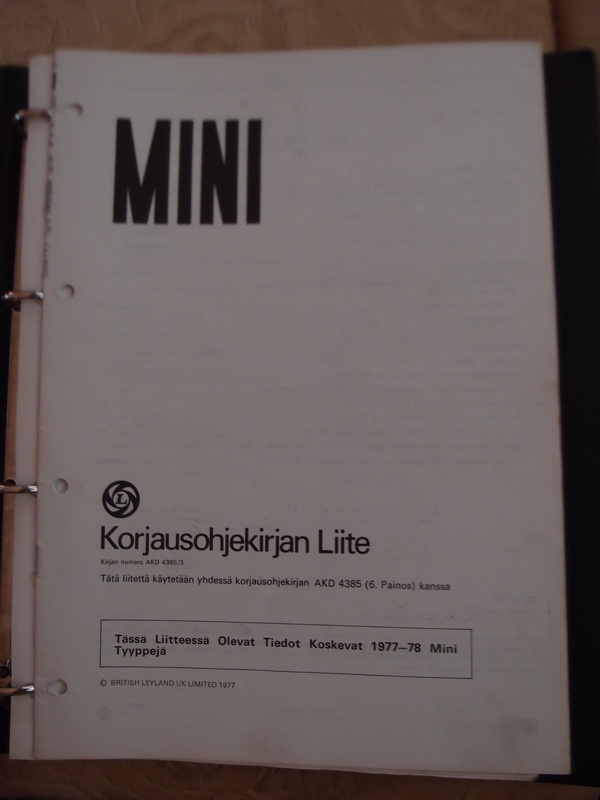 MINI
L
Korjausohjekirjan Liite
Kirjan numero AKD 4385/3
Tätä liitettä käytetään yhdessä korjausohjekirjan AKD 4385 (6. Painos) kanssa
Tässä Liitteessä Olevat Tiedot Koskevat 1977—78 Mini
Tyyppejä
© BRITISH LEYLAND UK LIMITED 1977